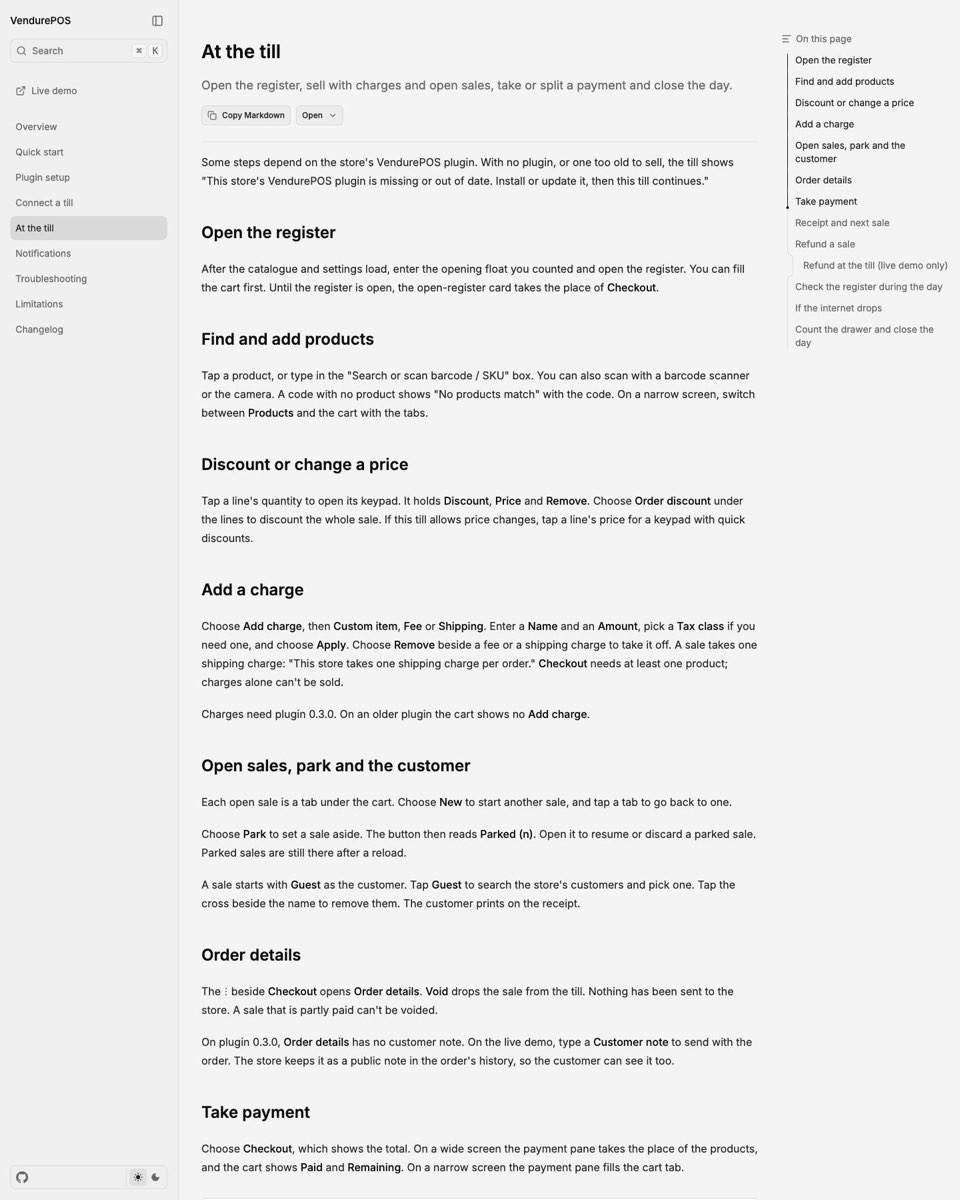 VendurePOS
Search
⌘ K
Live demo
Overview
Quick start
Plugin setup
Connect a till
At the till
Notifications
Troubleshooting
Limitations
Changelog
At the till
Open the register, sell with charges and open sales, take or split a payment and close the day.
Copy Markdown
Open
Some steps depend on the store's VendurePOS plugin. With no plugin, or one too old to sell, the till shows
"This store's VendurePOS plugin is missing or out of date. Install or update it, then this till continues."
Open the register
After the catalogue and settings load, enter the opening float you counted and open the register. You can fill
the cart first. Until the register is open, the open-register card takes the place of Checkout.
Find and add products
Tap a product, or type in the "Search or scan barcode / SKU" box. You can also scan with a barcode scanner
or the camera. A code with no product shows "No products match" with the code. On a narrow screen, switch
between Products and the cart with the tabs.
Discount or change a price
Tap a line's quantity to open its keypad. It holds Discount, Price and Remove. Choose Order discount under
the lines to discount the whole sale. If this till allows price changes, tap a line's price for a keypad with quick
discounts.
Add a charge
Choose Add charge, then Custom item, Fee or Shipping. Enter a Name and an Amount, pick a Tax class if you
need one, and choose Apply. Choose Remove beside a fee or a shipping charge to take it off. A sale takes one
shipping charge: "This store takes one shipping charge per order." Checkout needs at least one product;
charges alone can't be sold.
Charges need plugin 0.3.0. On an older plugin the cart shows no Add charge.
Open sales, park and the customer
Each open sale is a tab under the cart. Choose New to start another sale, and tap a tab to go back to one.
Choose Park to set a sale aside. The button then reads Parked (n). Open it to resume or discard a parked sale.
Parked sales are still there after a reload.
A sale starts with Guest as the customer. Tap Guest to search the store's customers and pick one. Tap the
cross beside the name to remove them. The customer prints on the receipt.
Order details
The ⋮ beside Checkout opens Order details. Void drops the sale from the till. Nothing has been sent to the
store. A sale that is partly paid can't be voided.
On plugin 0.3.0, Order details has no customer note. On the live demo, type a Customer note to send with the
order. The store keeps it as a public note in the order's history, so the customer can see it too.
Take payment
Choose Checkout, which shows the total. On a wide screen the payment pane takes the place of the products,
and the cart shows Paid and Remaining. On a narrow screen the payment pane fills the cart tab.
On this page
Open the register
Find and add products
Discount or change a price
Add a charge
Open sales, park and the
customer
Order details
Take payment
Receipt and next sale
Refund a sale
Refund at the till (live demo only)
Check the register during the day
If the internet drops
Count the drawer and close the
day